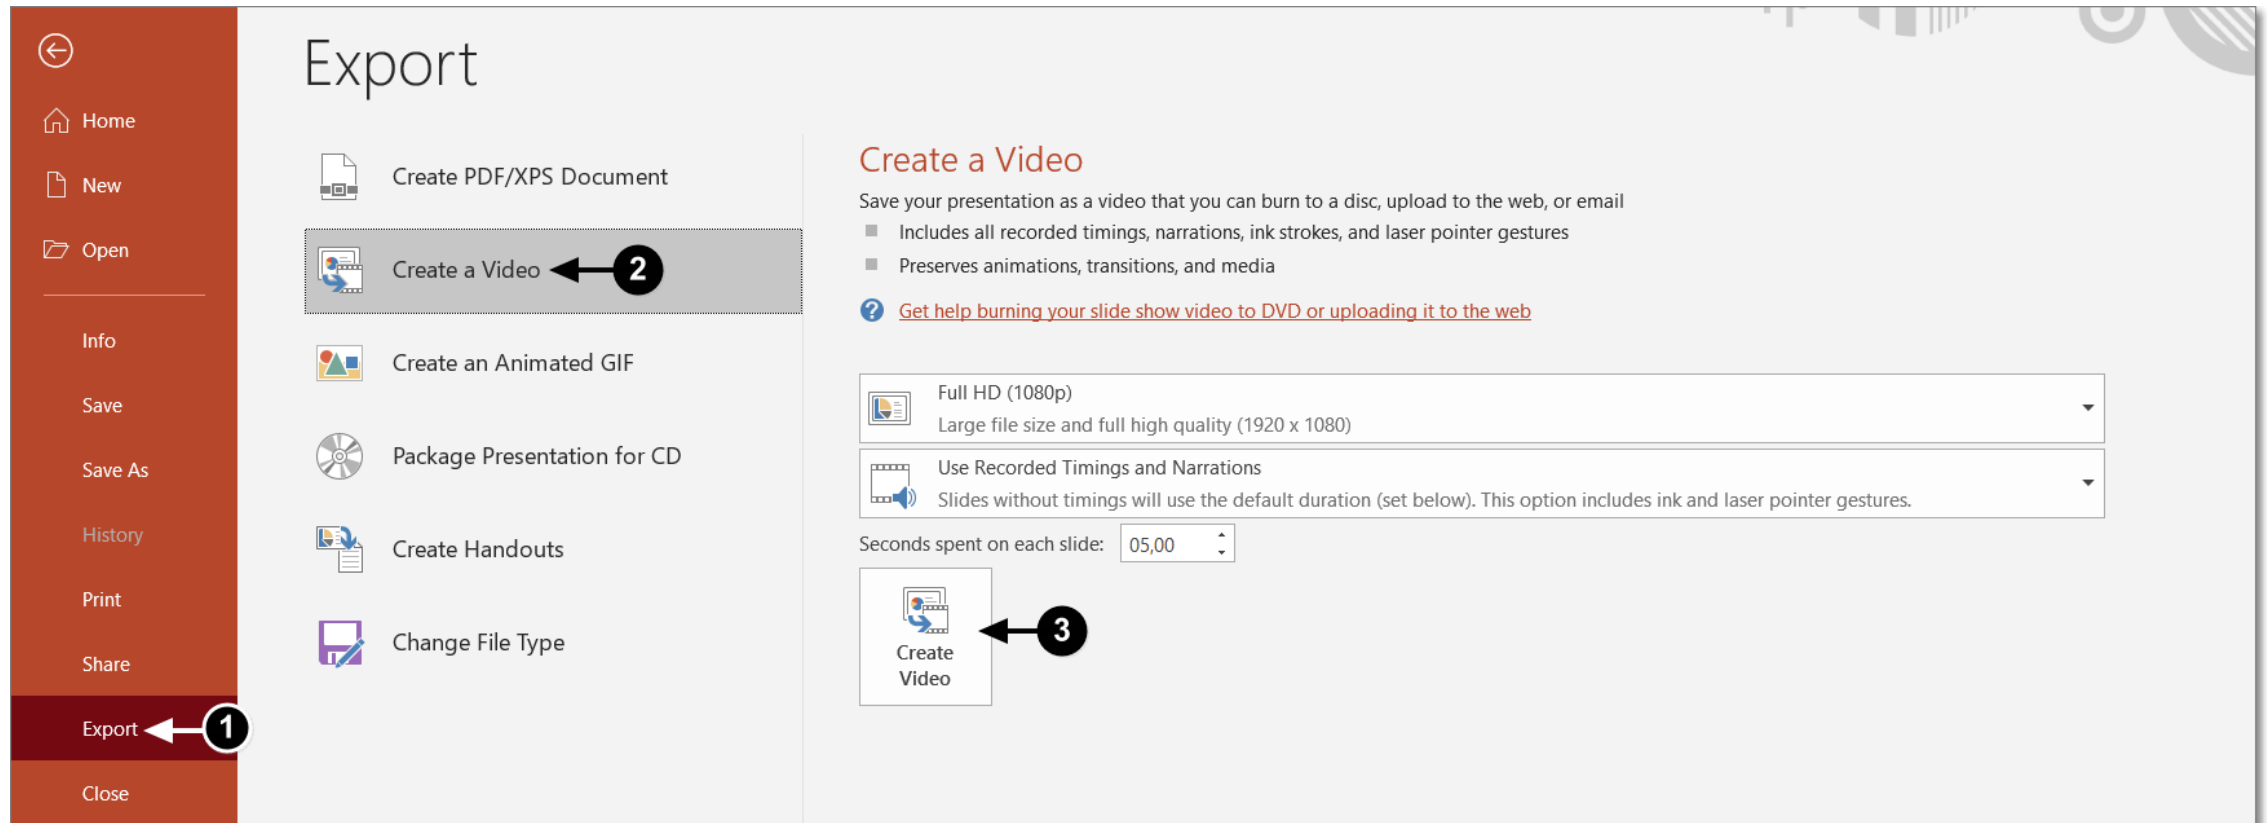 Export
Home
New
Open
Info
Save
Save As
History
Print
Share
Export 1
Close
Create PDF/XPS Document
Create a Video 2
Create an Animated GIF
Package Presentation for CD
Create Handouts
Change File Type
Create a Video
Save your presentation as a video that you can burn to a disc, upload to the web, or email
Includes all recorded timings, narrations, ink strokes, and laser pointer gestures
Preserves animations, transitions, and media
? Get help burning your slide show video to DVD or uploading it to the web
Full HD (1080p)
Large file size and full high quality (1920 x 1080)
Use Recorded Timings and Narrations
Slides without timings will use the default duration (set below). This option includes ink and laser pointer gestures.
Seconds spent on each slide: 05,00
Create
Video
3